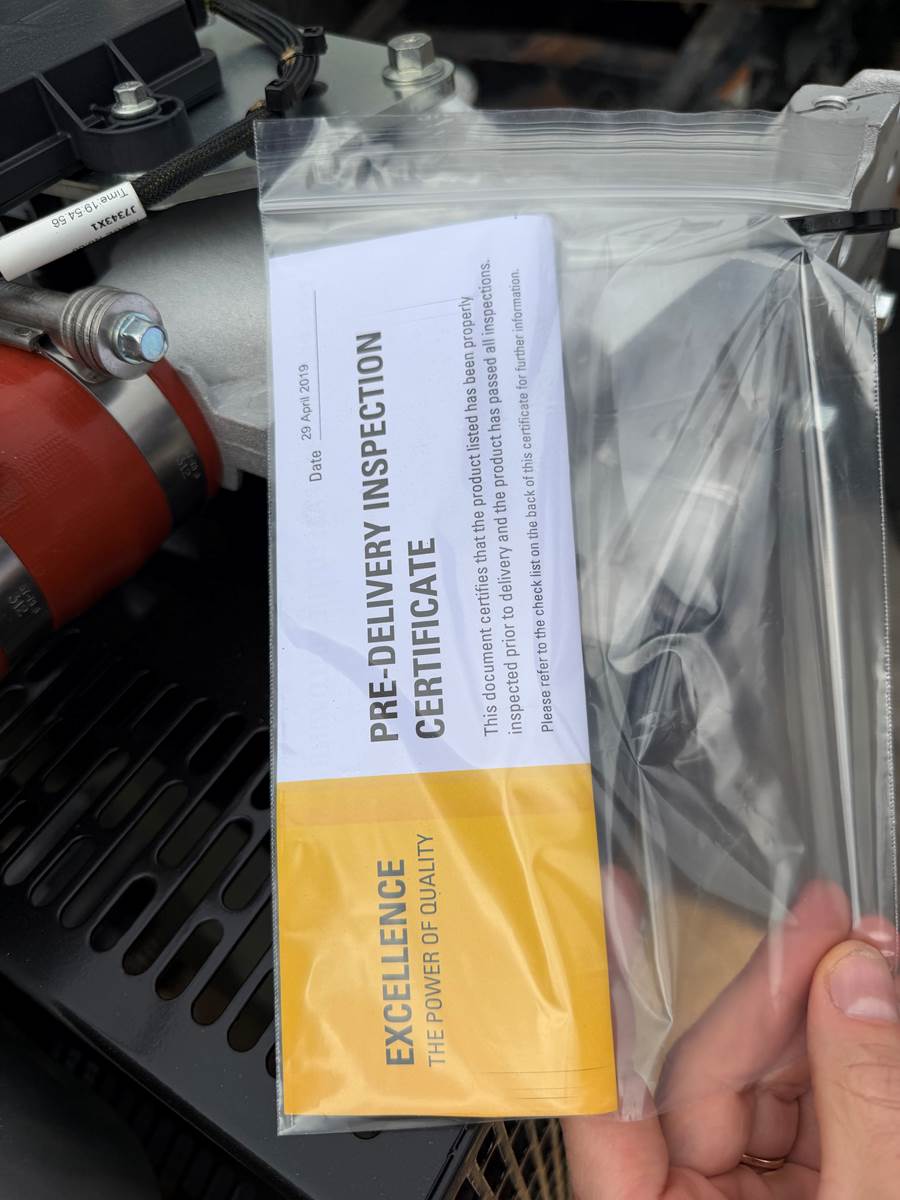 Time:19:54:56
17343X1
Date 29 April 2019
PRE-DELIVERY INSPECTION
CERTIFICATE
This document certifies that the product listed has been properly
inspected prior to delivery and the product has passed all inspections.
Please refer to the check list on the back of this certificate for further information.
EXCELLENCE
THE POWER OF QUALITY